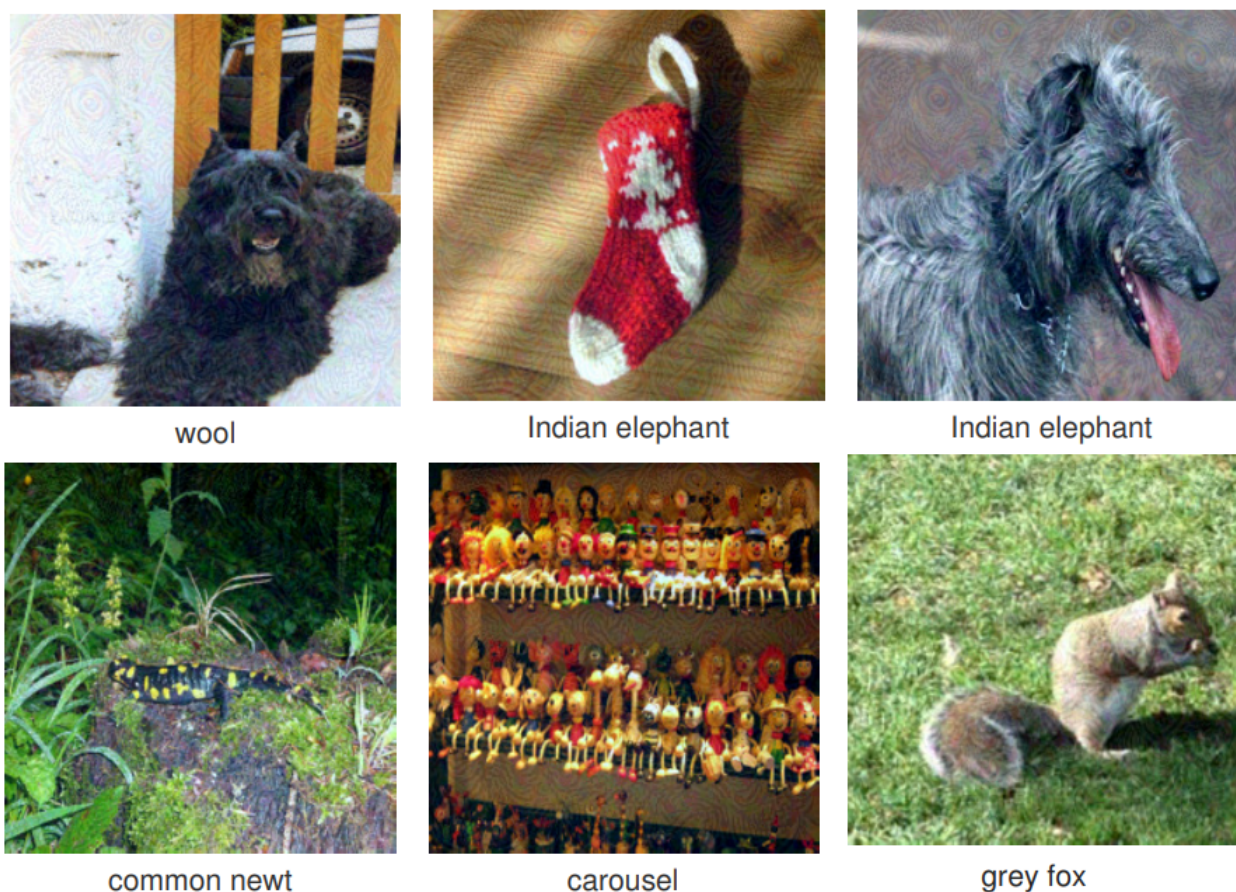 wool
Indian elephant
Indian elephant
common newt
carousel
grey fox